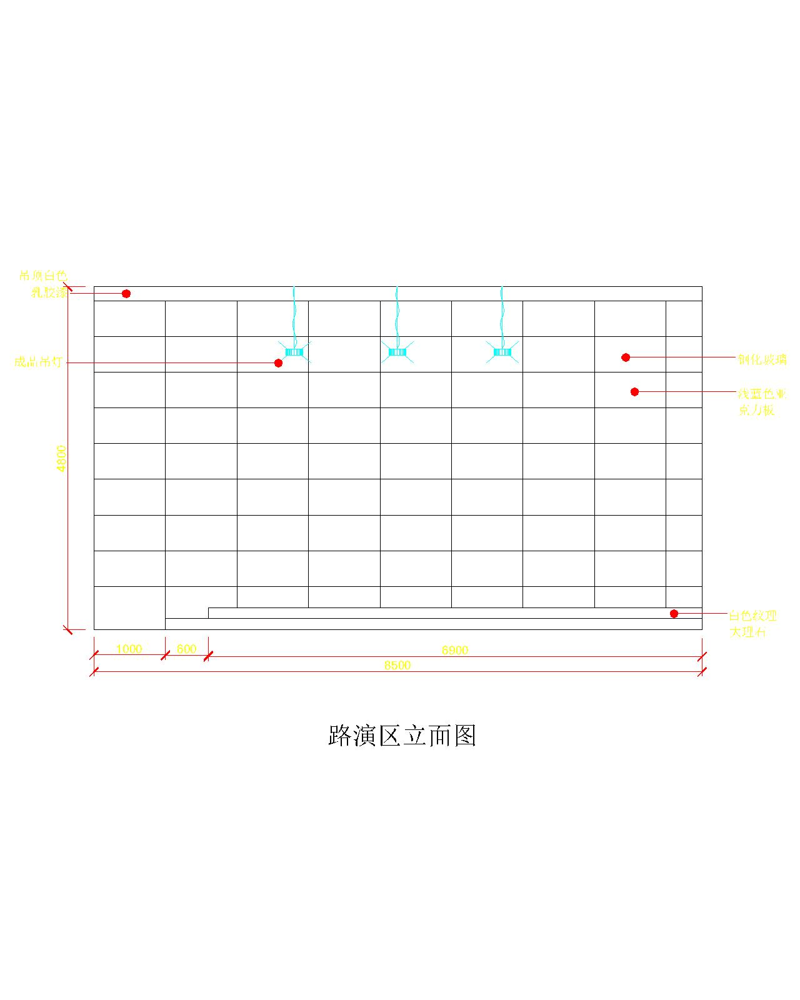 吊顶白色
乳胶漆
成品吊灯
钢化玻璃
浅蓝色亚
克力板
4800
白色纹理
大理石
1000
600
6900
8500
路演区立面图